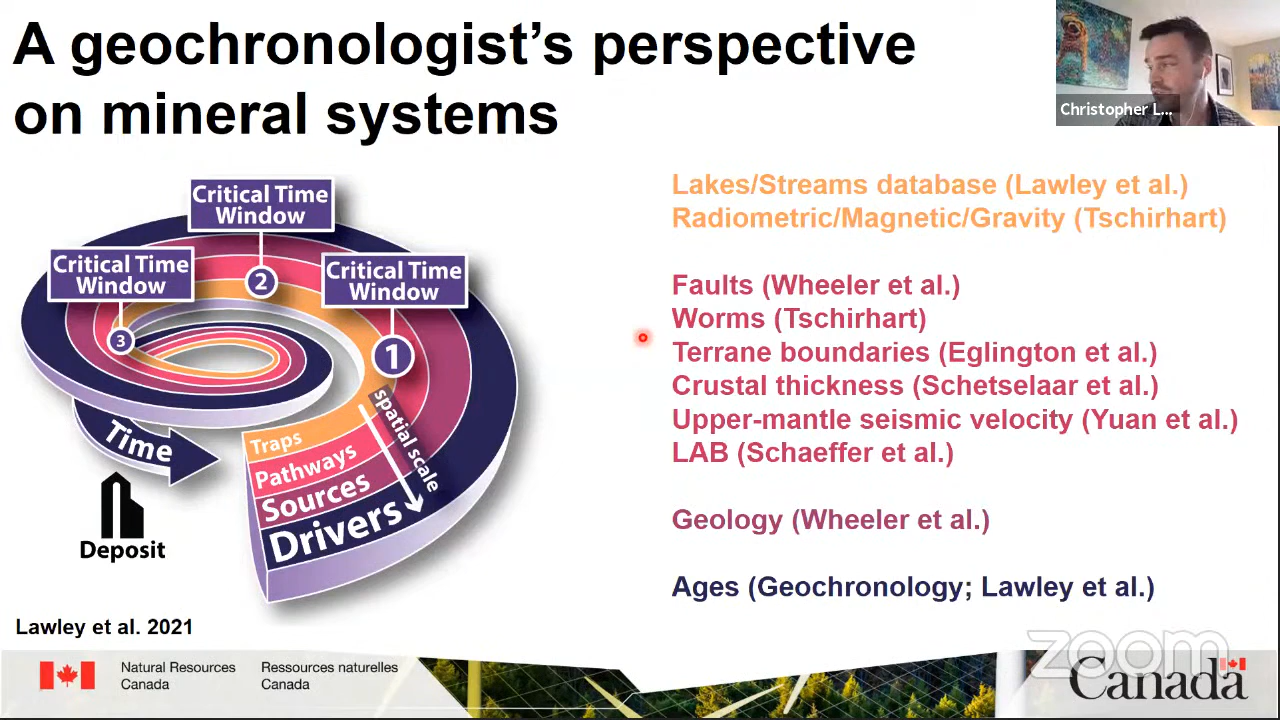 A geochronologist's perspective
on mineral systems
Christopher L...
Critical Time
Window
2
Critical Time
Window
3
Critical Time
Window
1
spatial scale
Traps
Pathways
Sources
Drivers
Time
Deposit
Lakes/Streams database (Lawley et al.)
Radiometric/Magnetic/Gravity (Tschirhart)
Faults (Wheeler et al.)
Worms (Tschirhart)
Terrane boundaries (Eglington et al.)
Crustal thickness (Schetselaar et al.)
Upper-mantle seismic velocity (Yuan et al.)
LAB (Schaeffer et al.)
Geology (Wheeler et al.)
Ages (Geochronology; Lawley et al.)
Lawley et al. 2021
Natural Resources
Canada
Ressources naturelles
Canada
zoom
Canada